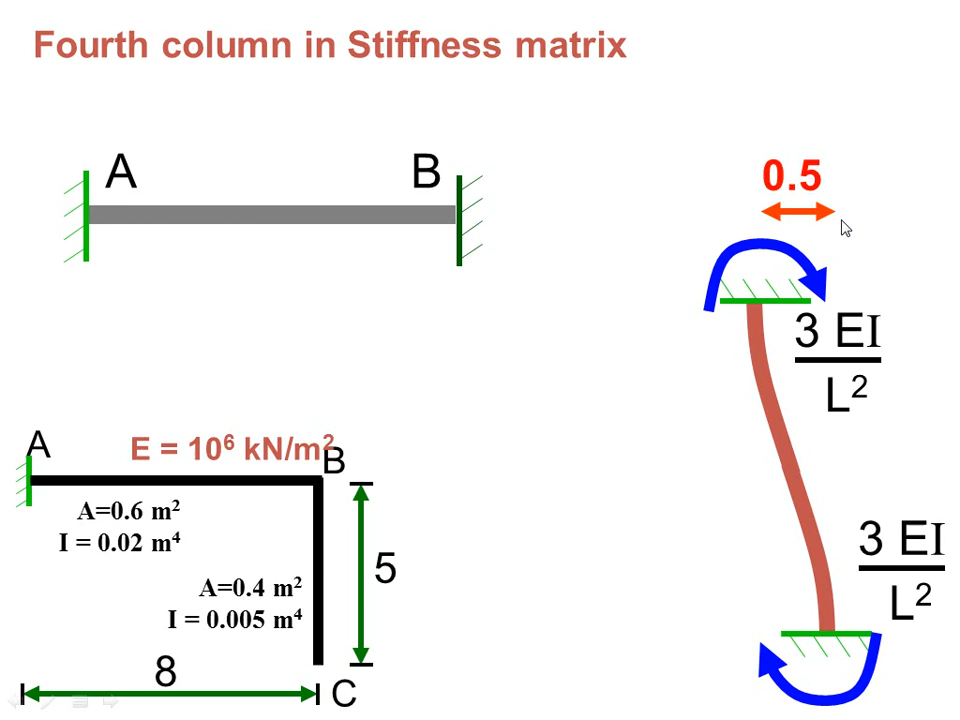 Fourth column in Stiffness matrix
A B
0.5
3 EI
L²
A
E = 10⁶ kN/m²
B
A=0.6 m²
I = 0.02 m⁴
3 EI
L²
5
A=0.4 m²
I = 0.005 m⁴
8
C